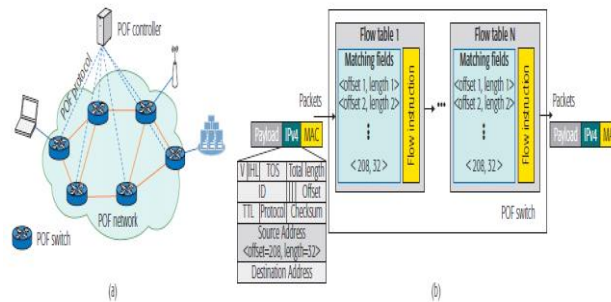 POF controller
POF protocol
POF network
POF switch
(a)
Packets
Payload IPv4 MAC
V IHL TOS Total length
ID Offset
TTL Protocol Checksum
Source Address
<offset=208, length=32>
Destination Address
Flow table 1
Matching fields
<offset 1, length 1>
<offset 2, length 2>
< 208, 32 >
Flow instruction
Flow table N
Matching fields
<offset 1, length 1>
<offset 2, length 2>
< 208, 32 >
Flow instruction
POF switch
Packets
Payload IPv4 MA
(b)